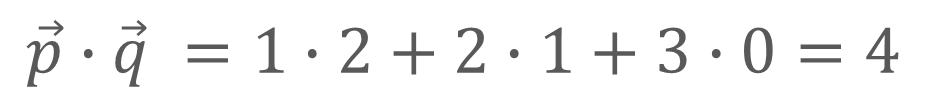 p⃗ · q⃗ = 1 · 2 + 2 · 1 + 3 · 0 = 4